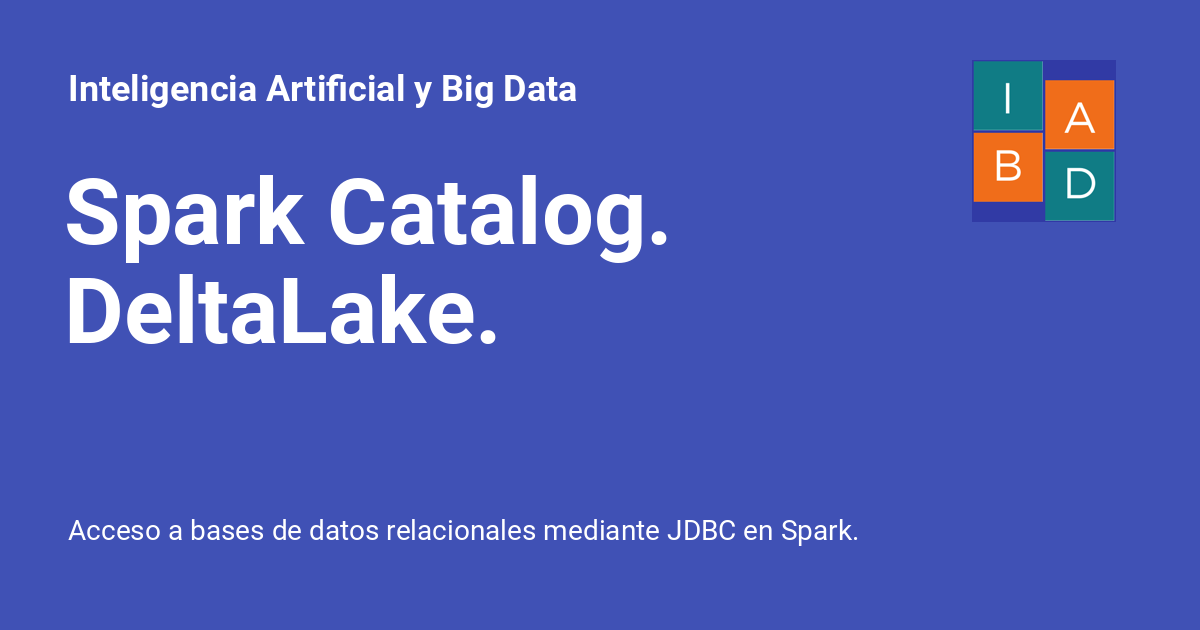 Inteligencia Artificial y Big Data
I
A
B
D
Spark Catalog.
DeltaLake.
Acceso a bases de datos relacionales mediante JDBC en Spark.